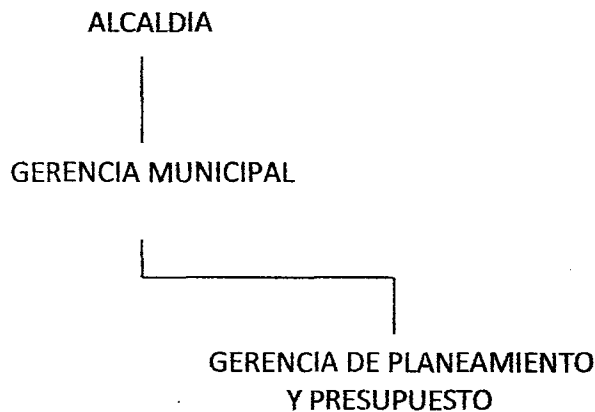 ALCALDIA
GERENCIA MUNICIPAL
GERENCIA DE PLANEAMIENTO
Y PRESUPUESTO